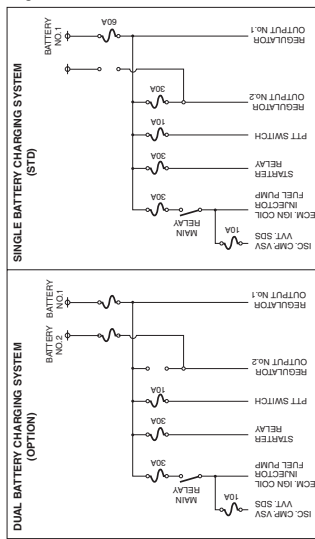 SINGLE BATTERY CHARGING SYSTEM
(STD)
BATTERY
NO.1
60A
REGULATOR
OUTPUT No.1
30A
REGULATOR
OUTPUT No.2
10A
PTT SWITCH
30A
STARTER
RELAY
30A
MAIN
RELAY
ECM. IGN COIL
INJECTOR
FUEL PUMP
10A
ISC. CMP VSV
VVT. SDS
DUAL BATTERY CHARGING SYSTEM
(OPTION)
BATTERY
NO.1
BATTERY
NO.2
REGULATOR
OUTPUT No.1
REGULATOR
OUTPUT No.2
10A
PTT SWITCH
30A
STARTER
RELAY
30A
MAIN
RELAY
ECM. IGN COIL
INJECTOR
FUEL PUMP
10A
ISC. CMP VSV
VVT. SDS